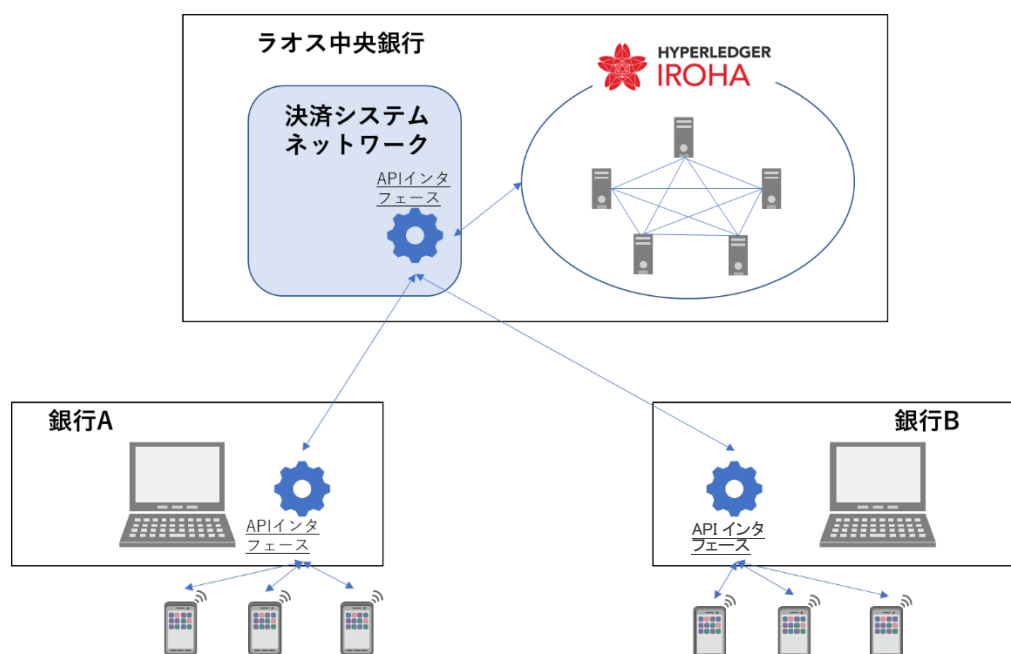 ラオス中央銀行
HYPERLEDGER
IROHA
決済システム
ネットワーク
APIインタ
フェース
銀行A
APIインタ
フェース
銀行B
API インタ
フェース